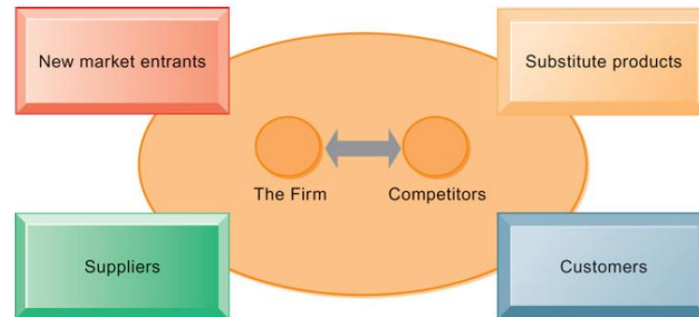 New market entrants
Substitute products
The Firm
Competitors
Suppliers
Customers